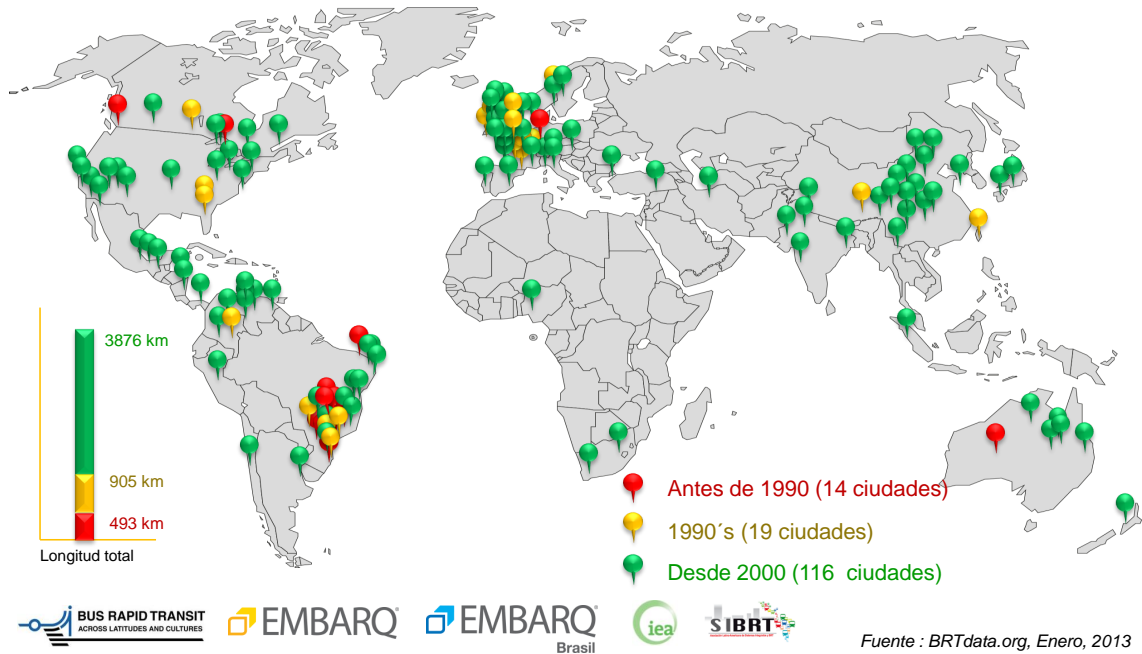 3876 km
905 km
493 km
Longitud total
Antes de 1990 (14 ciudades)
1990´s (19 ciudades)
Desde 2000 (116 ciudades)
BUS RAPID TRANSIT
ACROSS LATITUDES AND CULTURES
EMBARQ®
EMBARQ®
Brasil
iea
SIBRT
Fuente : BRTdata.org, Enero, 2013